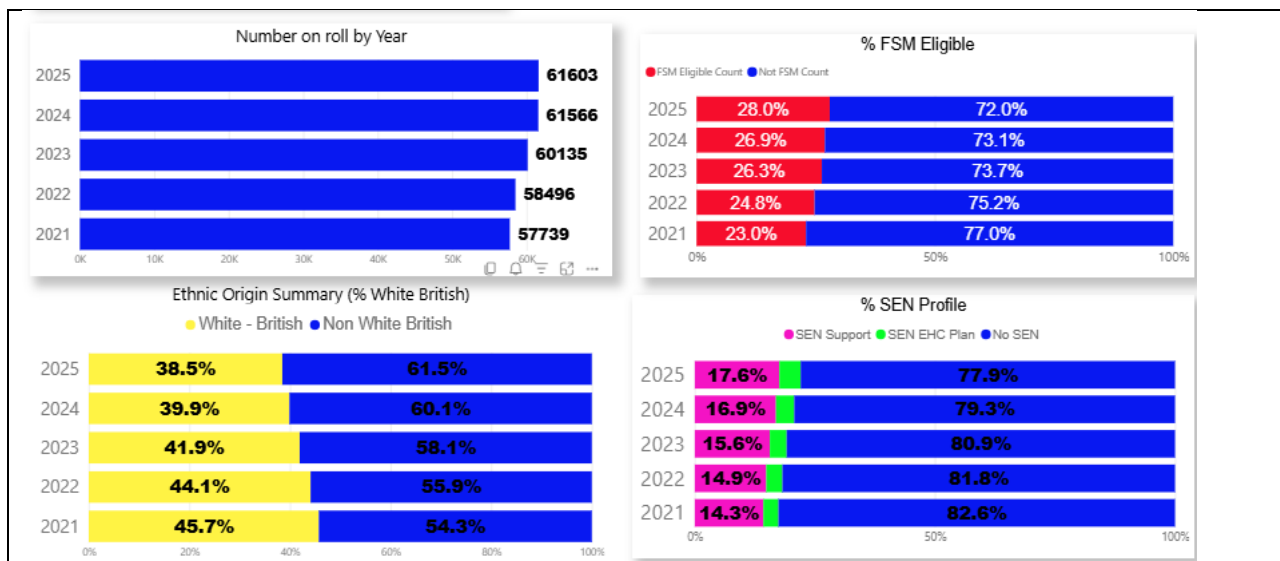 Number on roll by Year
2025 61603
2024 61566
2023 60135
2022 58496
2021 57739
0K 10K 20K 30K 40K 50K 60K
% FSM Eligible
FSM Eligible Count Not FSM Count
2025 28.0% 72.0%
2024 26.9% 73.1%
2023 26.3% 73.7%
2022 24.8% 75.2%
2021 23.0% 77.0%
0% 50% 100%
Ethnic Origin Summary (% White British)
White - British Non White British
2025 38.5% 61.5%
2024 39.9% 60.1%
2023 41.9% 58.1%
2022 44.1% 55.9%
2021 45.7% 54.3%
0% 20% 40% 60% 80% 100%
% SEN Profile
SEN Support SEN EHC Plan No SEN
2025 17.6% 77.9%
2024 16.9% 79.3%
2023 15.6% 80.9%
2022 14.9% 81.8%
2021 14.3% 82.6%
0% 50% 100%